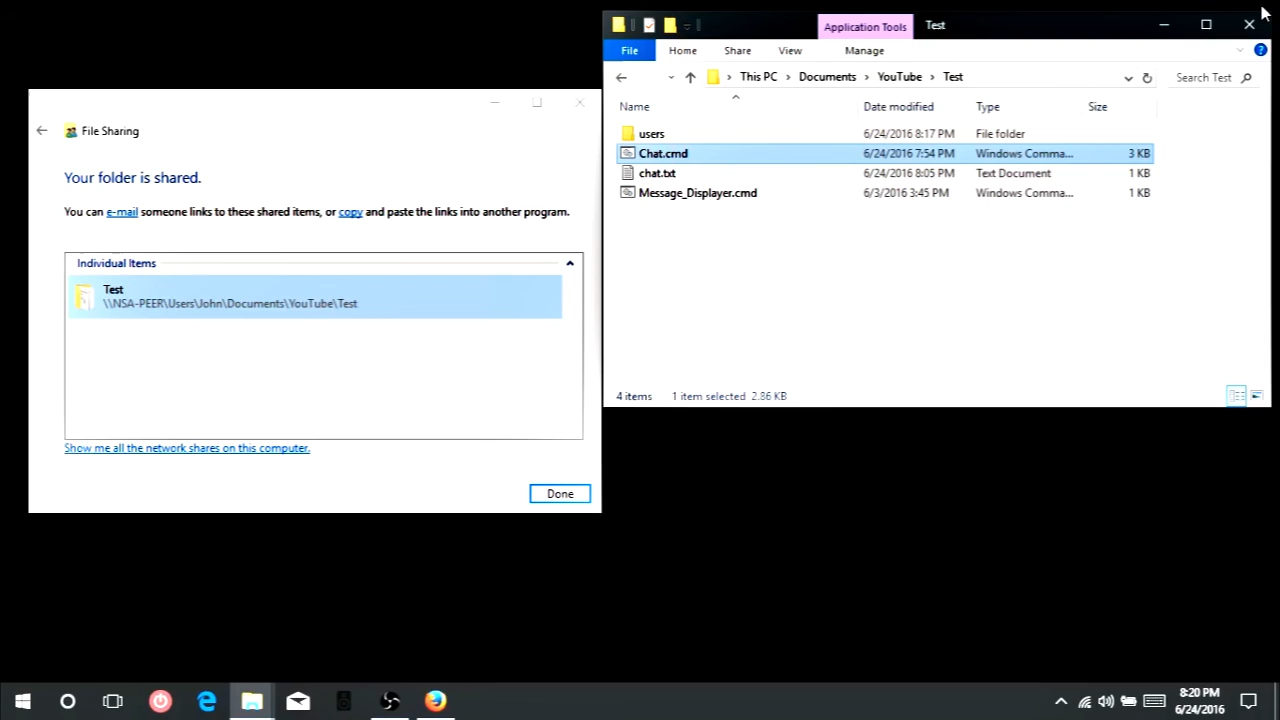 File Sharing
Your folder is shared.
You can e-mail someone links to these shared items, or copy and paste the links into another program.
Individual Items
Test
\\NSA-PEER\Users\John\Documents\YouTube\Test
Show me all the network shares on this computer.
Done
Application Tools Test
File Home Share View Manage
This PC Documents YouTube Test Search Test
Name Date modified Type Size
users 6/24/2016 8:17 PM File folder
Chat.cmd 6/24/2016 7:54 PM Windows Comma... 3 KB
chat.txt 6/24/2016 8:05 PM Text Document 1 KB
Message_Displayer.cmd 6/3/2016 3:45 PM Windows Comma... 1 KB
4 items 1 item selected 2.86 KB
8:20 PM
6/24/2016